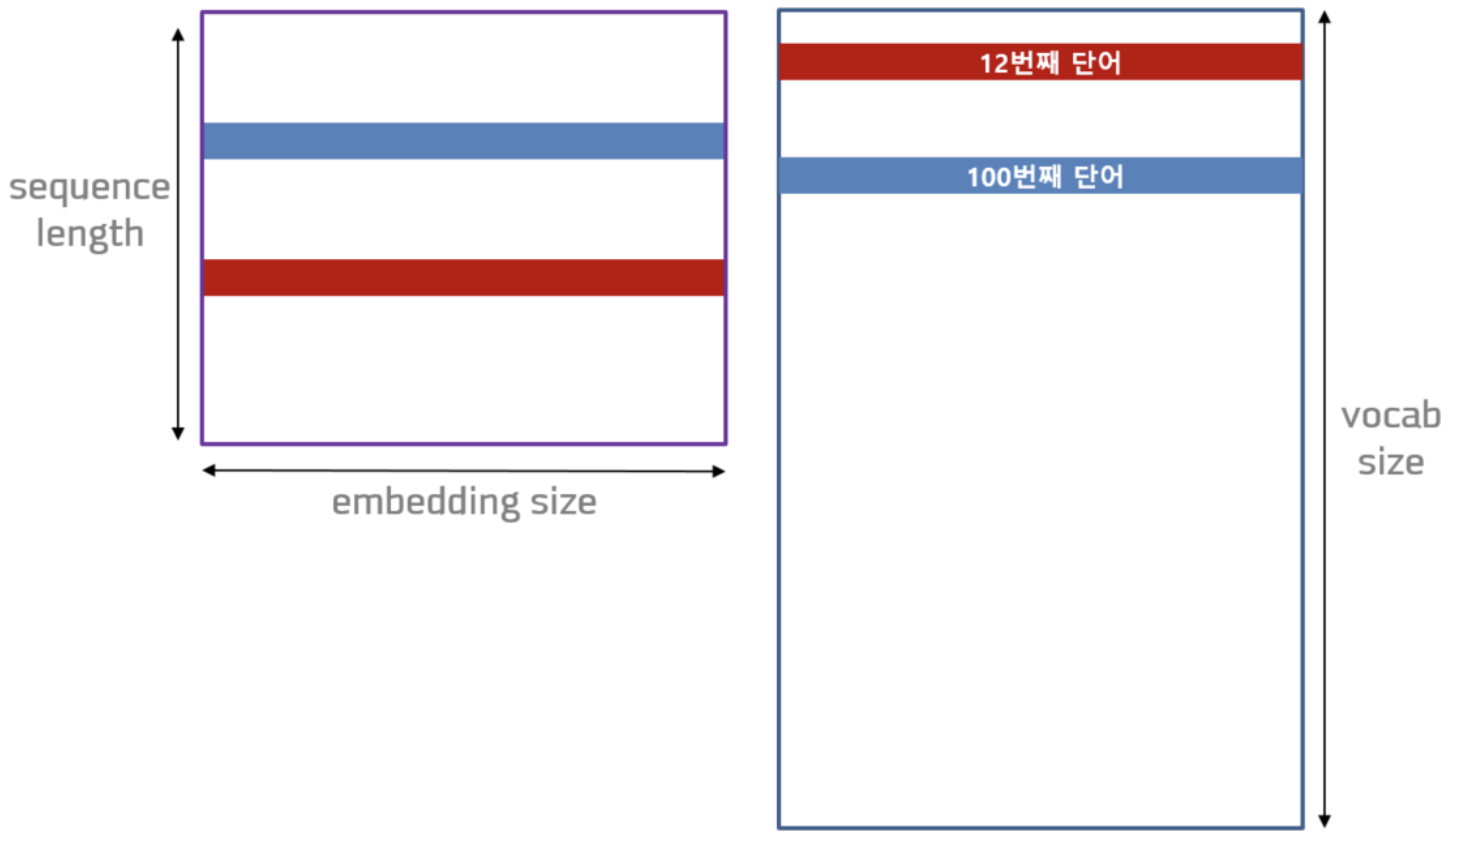 12번째 단어
100번째 단어
sequence
length
embedding size
vocab
size